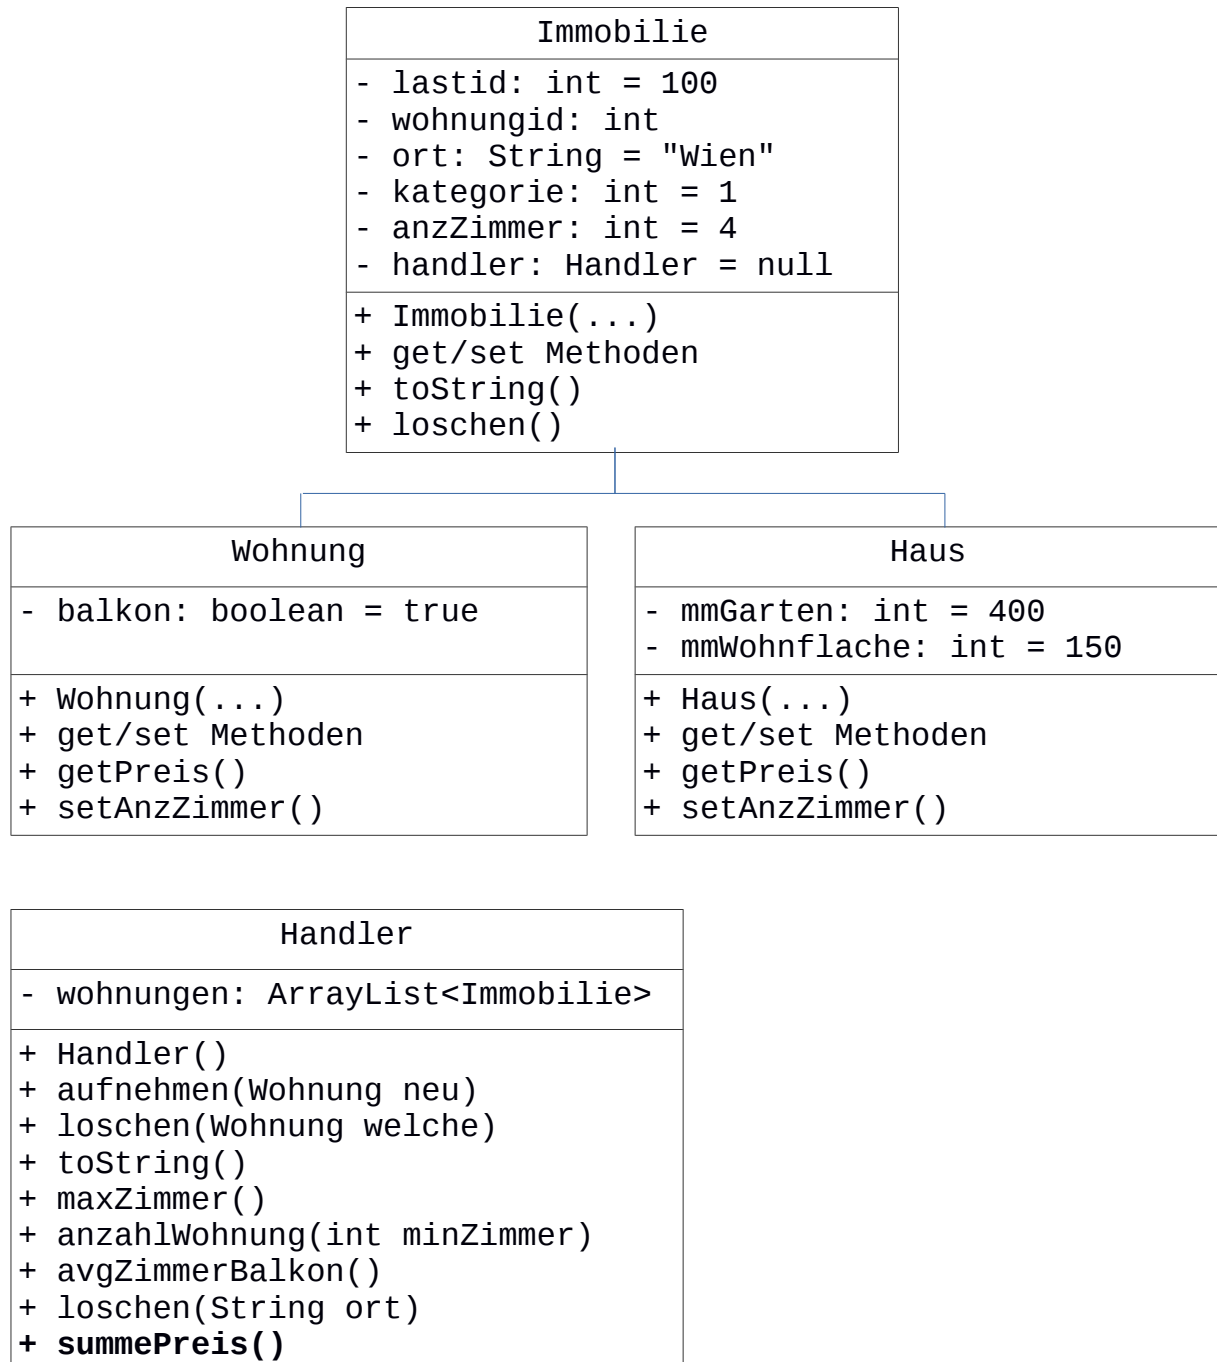 Immobilie
- lastid: int = 100
- wohnungid: int
- ort: String = "Wien"
- kategorie: int = 1
- anzZimmer: int = 4
- handler: Handler = null
+ Immobilie(...)
+ get/set Methoden
+ toString()
+ loschen()
Wohnung
- balkon: boolean = true
+ Wohnung(...)
+ get/set Methoden
+ getPreis()
+ setAnzZimmer()
Haus
- mmGarten: int = 400
- mmWohnflache: int = 150
+ Haus(...)
+ get/set Methoden
+ getPreis()
+ setAnzZimmer()
Handler
- wohnungen: ArrayList<Immobilie>
+ Handler()
+ aufnehmen(Wohnung neu)
+ loschen(Wohnung welche)
+ toString()
+ maxZimmer()
+ anzahlWohnung(int minZimmer)
+ avgZimmerBalkon()
+ loschen(String ort)
+ summePreis()